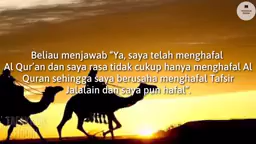 Beliau menjawab "Ya, saya telah menghafal
Al Qur'an dan saya rasa tidak cukup hanya menghafal Al
Quran sehingga saya berusaha menghafal Tafsir
Jalalain dan saya pun hafal".